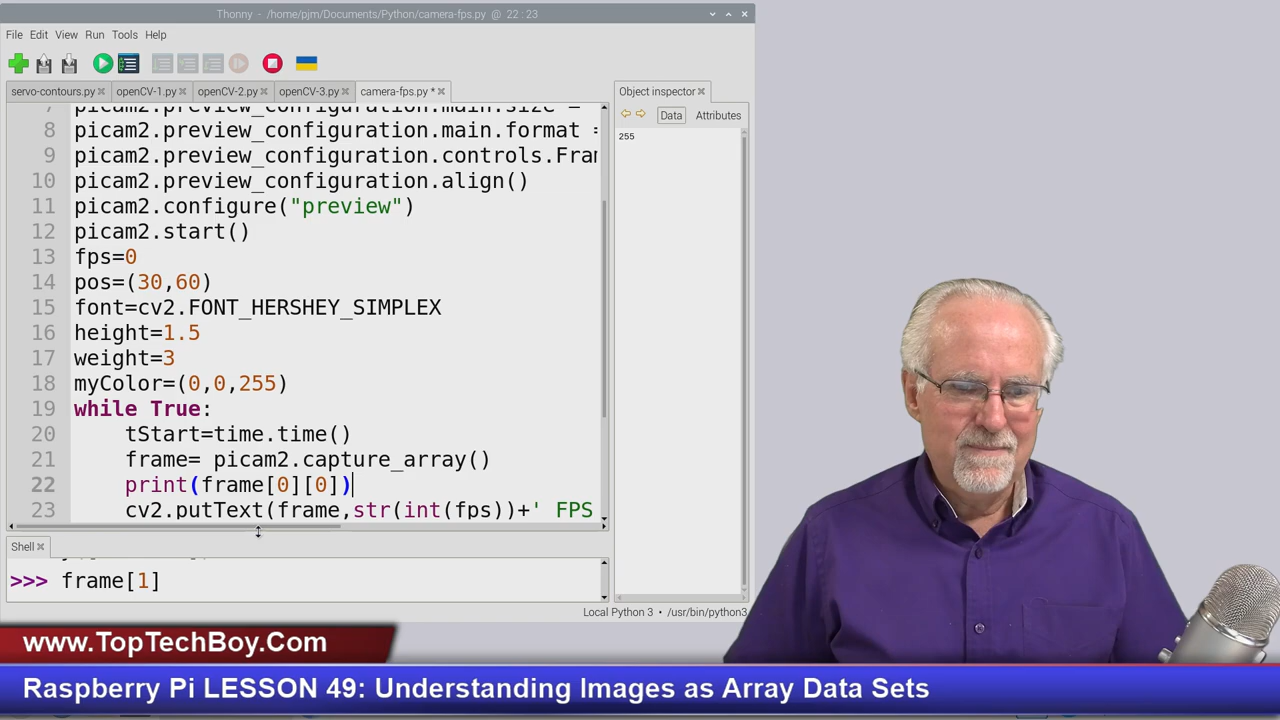 Thonny - /home/pjm/Documents/Python/camera-fps.py @ 22 : 23
File Edit View Run Tools Help
servo-contours.py openCV-1.py openCV-2.py openCV-3.py camera-fps.py *
Object inspector
Data Attributes
255
7 picam2.preview_configuration.main.size =
8 picam2.preview_configuration.main.format =
9 picam2.preview_configuration.controls.Fra
10 picam2.preview_configuration.align()
11 picam2.configure("preview")
12 picam2.start()
13 fps=0
14 pos=(30,60)
15 font=cv2.FONT_HERSHEY_SIMPLEX
16 height=1.5
17 weight=3
18 myColor=(0,0,255)
19 while True:
20 tStart=time.time()
21 frame= picam2.capture_array()
22 print(frame[0][0])
23 cv2.putText(frame,str(int(fps))+' FPS
Shell
>>> frame[1]
Local Python 3 • /usr/bin/python3
www.TopTechBoy.Com
Raspberry Pi LESSON 49: Understanding Images as Array Data Sets